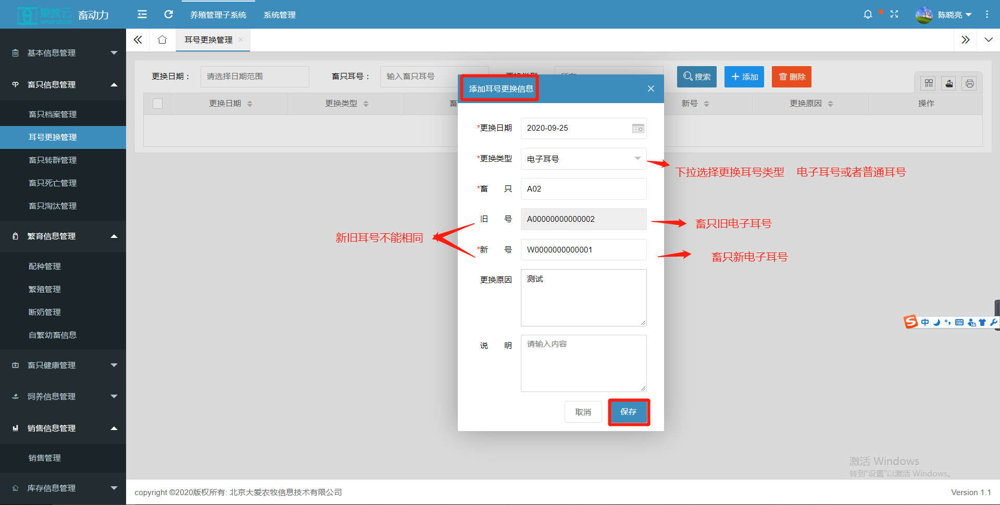 爱牧云
amorcloud
畜动力
养殖管理子系统
系统管理
陈晓亮
耳号更换管理
基本信息管理
畜只信息管理
畜只档案管理
耳号更换管理
畜只转群管理
畜只死亡管理
畜只淘汰管理
繁育信息管理
配种管理
繁殖管理
断奶管理
自繁幼畜信息
畜只健康管理
饲养信息管理
销售信息管理
销售管理
库存信息管理
更换日期：
请选择日期范围
畜只耳号：
输入畜只耳号
搜索
添加
删除
更换日期
更换类型
畜
新号
更换原因
操作
添加耳号更换信息
*更换日期
2020-09-25
*更换类型
电子耳号
下拉选择更换耳号类型 电子耳号或者普通耳号
*畜 只
A02
旧 号
A00000000000002
畜只旧电子耳号
新旧耳号不能相同
*新 号
W0000000000001
畜只新电子耳号
更换原因
测试
说 明
请输入内容
取消
保存
中
激活 Windows
转到"设置"以激活 Windows。
copyright ©2020版权所有: 北京大爱农牧信息技术有限公司
Version 1.1